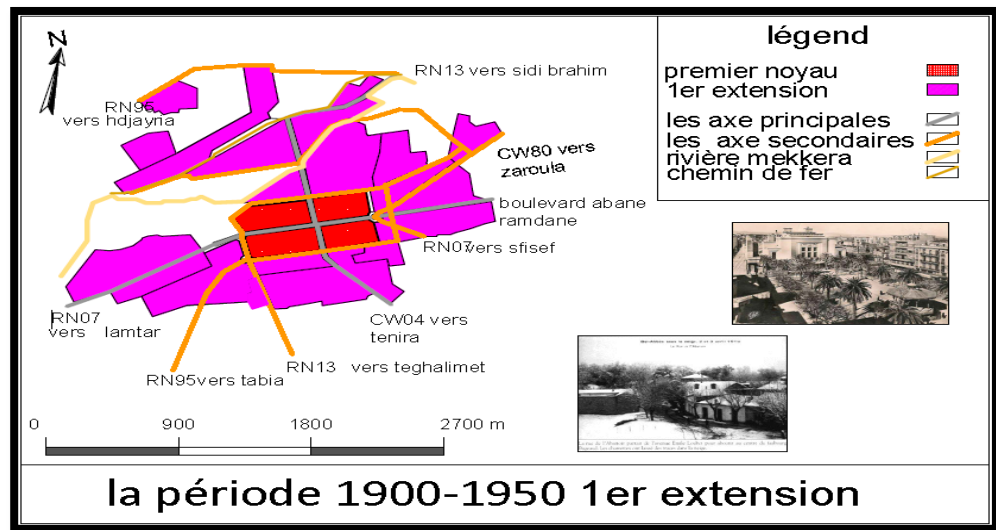 N
légend
premier noyau
1er extension
les axe principales
les axe secondaires
rivière mekkera
chemin de fer
RN13 vers sidi brahim
RN95
vers hdjayna
CW80 vers
zaroula
boulevard abane
ramdane
RN07vers sfisef
RN07
vers lamtar
CW04 vers
tenira
RN13 vers teghalimet
RN95vers tabia
0 900 1800 2700 m
la période 1900-1950 1er extension